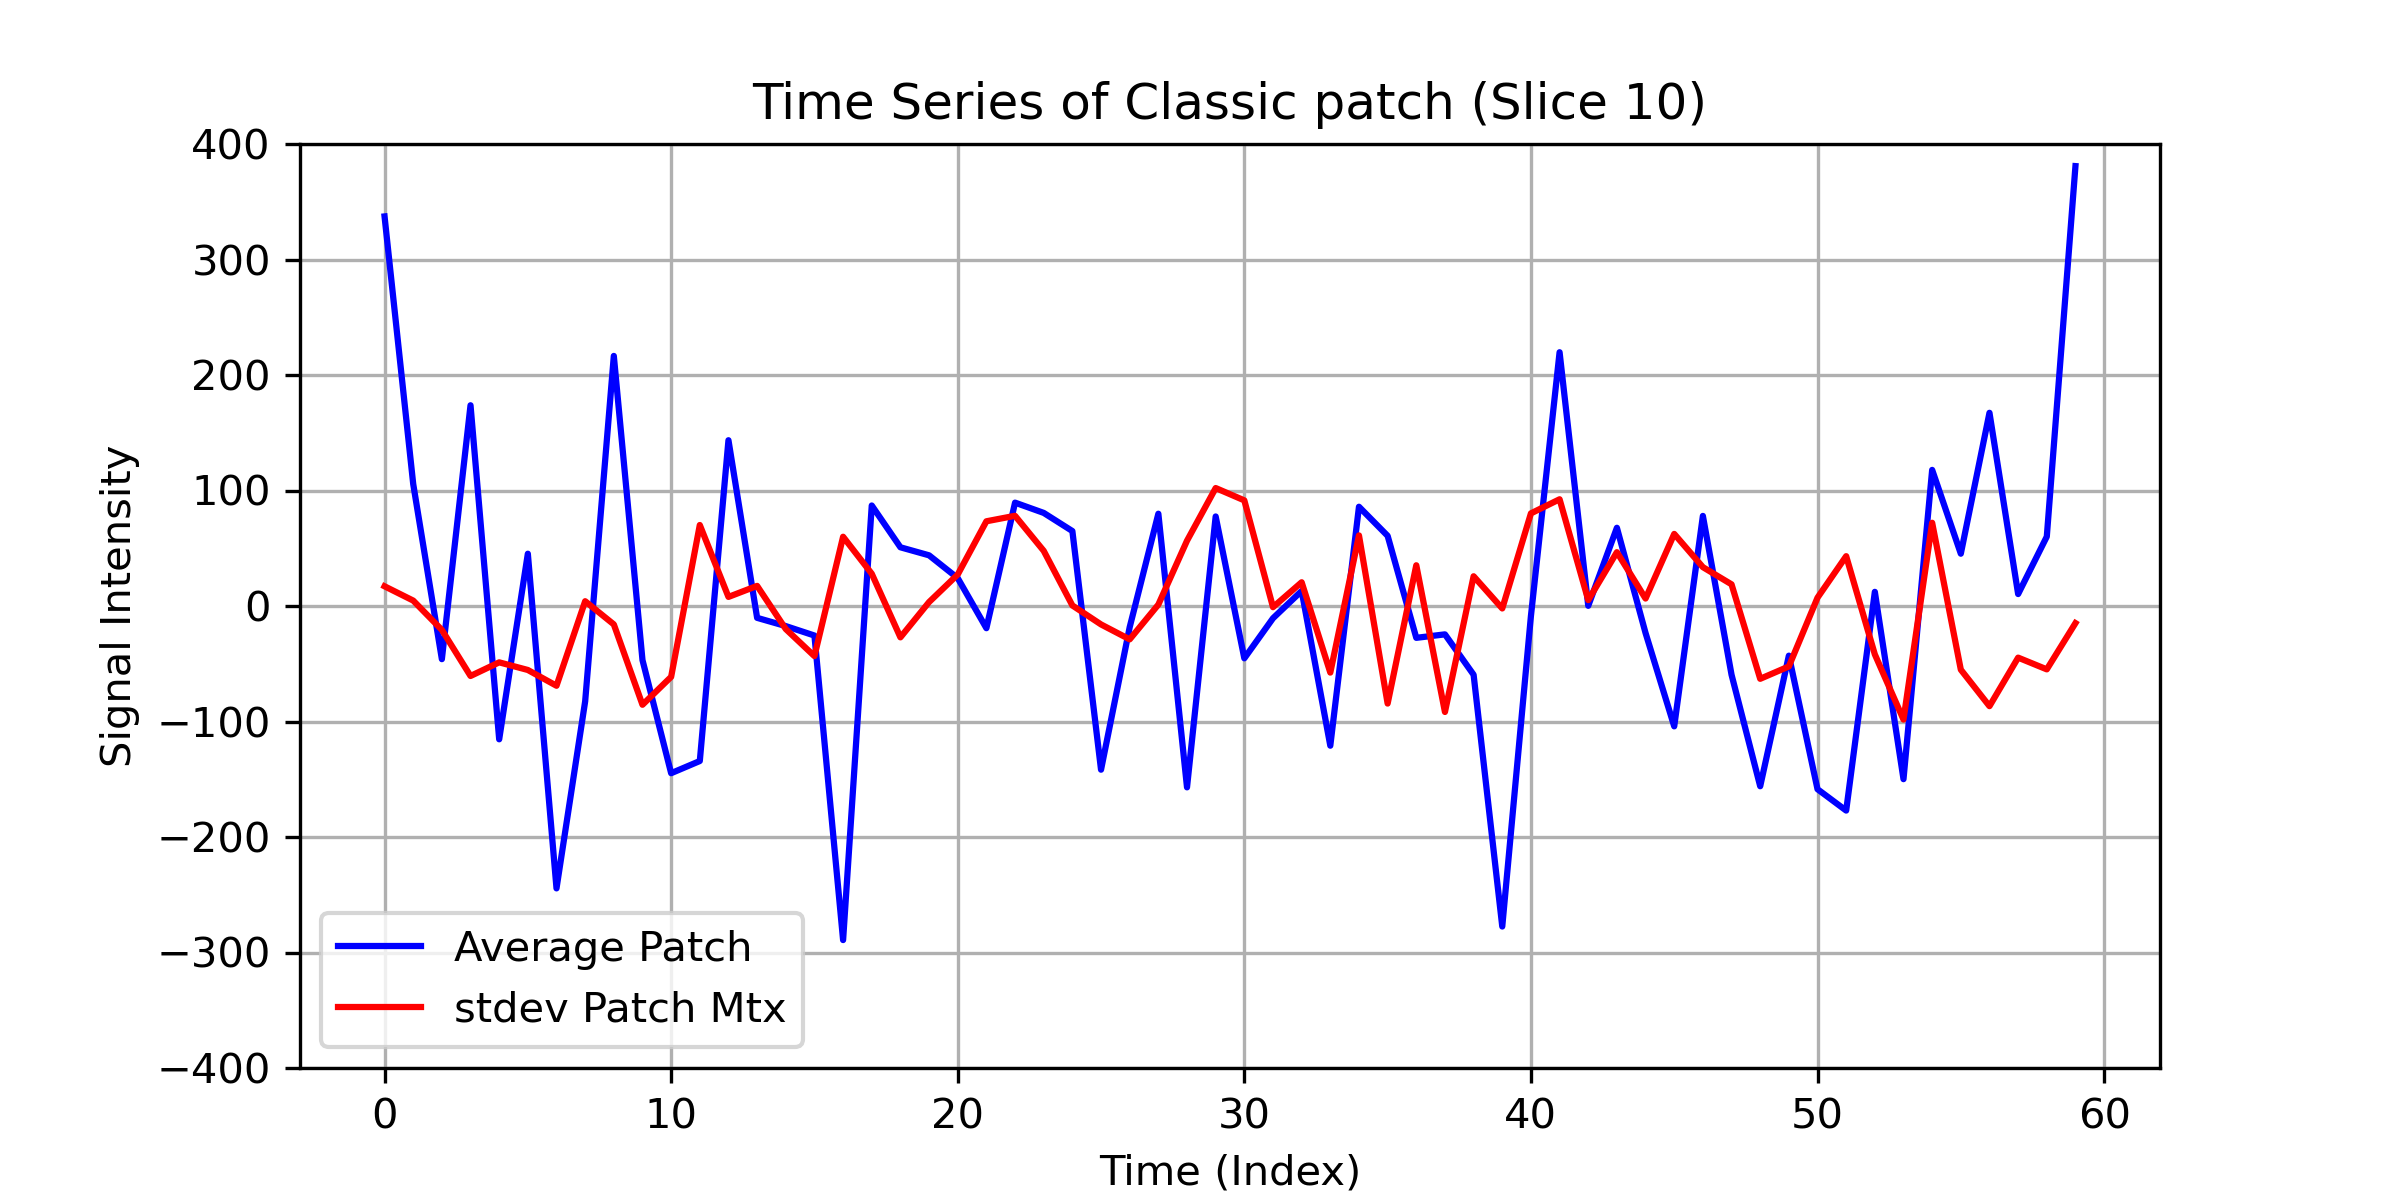 Time Series of Classic patch (Slice 10)
400
300
200
100
0
−100
−200
−300
−400
Signal Intensity
Average Patch
stdev Patch Mtx
0 10 20 30 40 50 60
Time (Index)